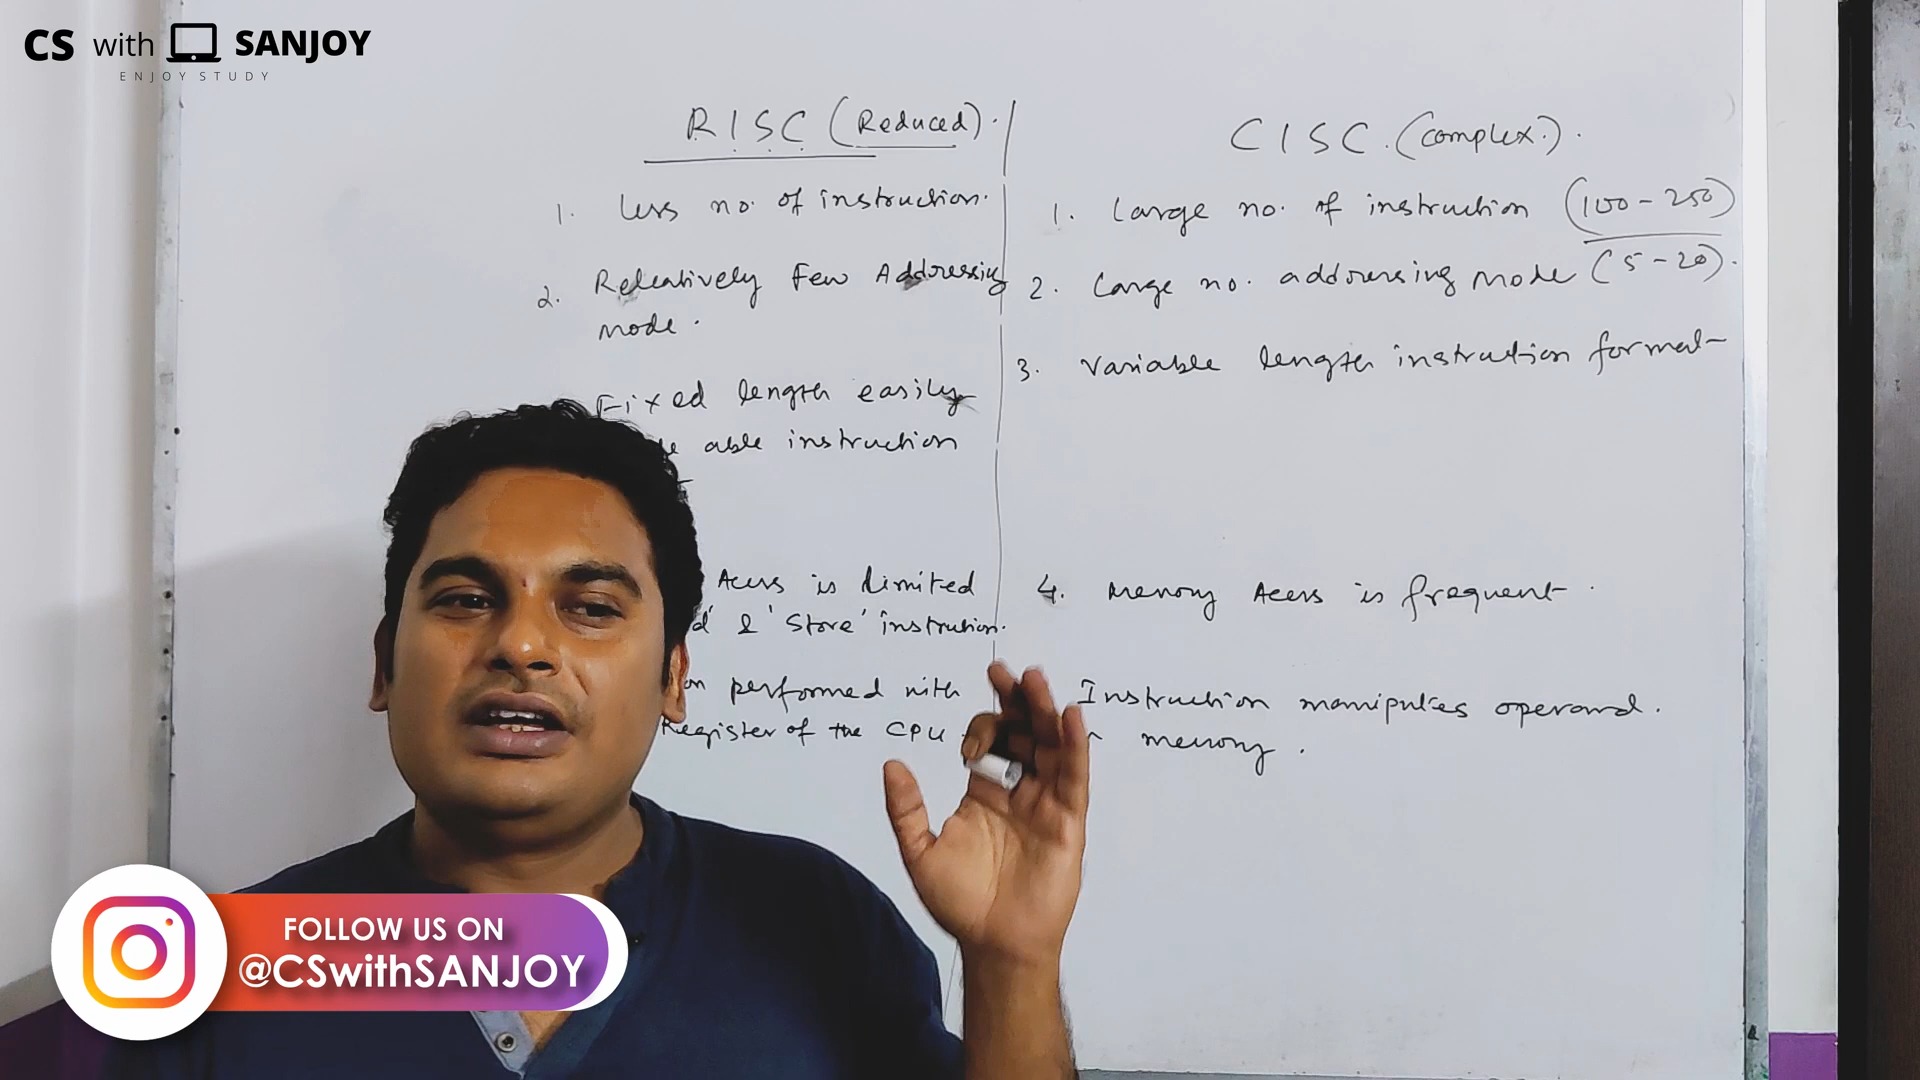 CS with SANJOY
ENJOY STUDY
RISC (Reduced).
1. Less no. of instruction.
2. Releatively Few Addressing
mode.
Fixed length easily
able instruction
Acess is limited
& 'Store' instrution.
performed with
Register of the CPU.
CISC. (Complex.).
1. Large no. of instruction (100-250)
2. Large no. addressing mode (5-20).
3. Variable length instruction format
4. Memory Acess is frequent.
Instruction manipultes operand.
memory.
FOLLOW US ON
@CSwithSANJOY